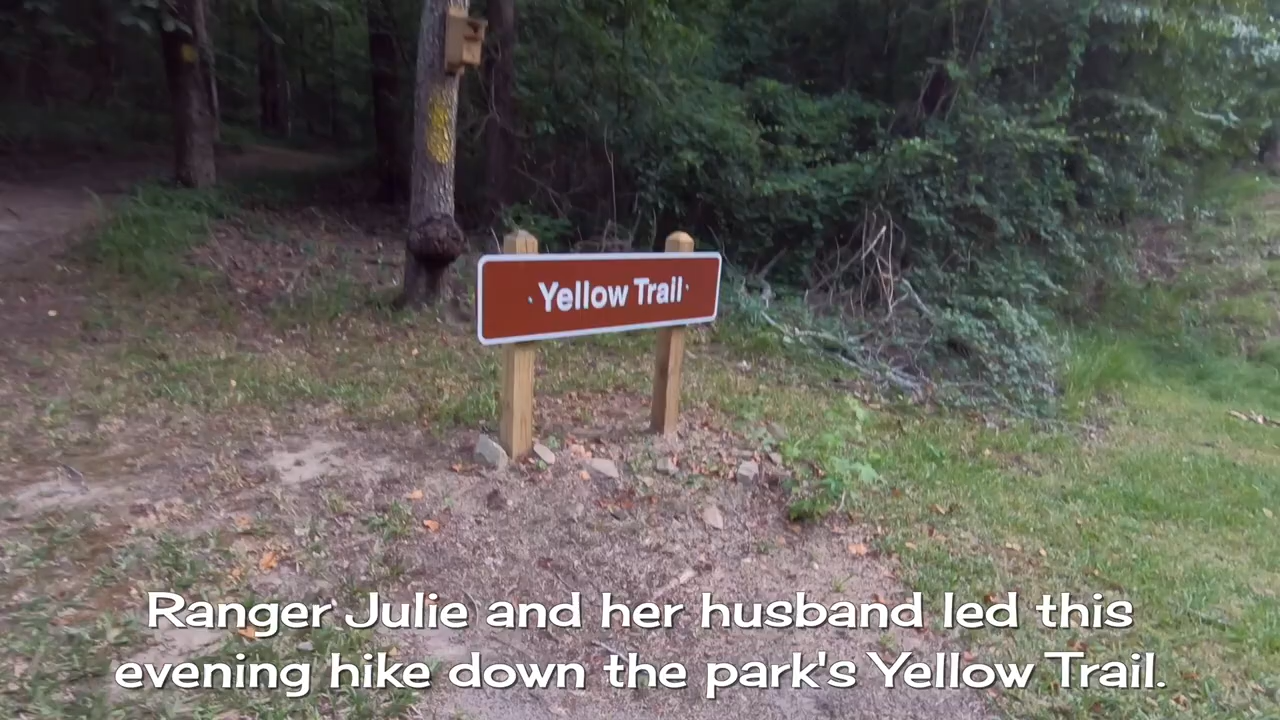 Yellow Trail
Ranger Julie and her husband led this
evening hike down the park's Yellow Trail.